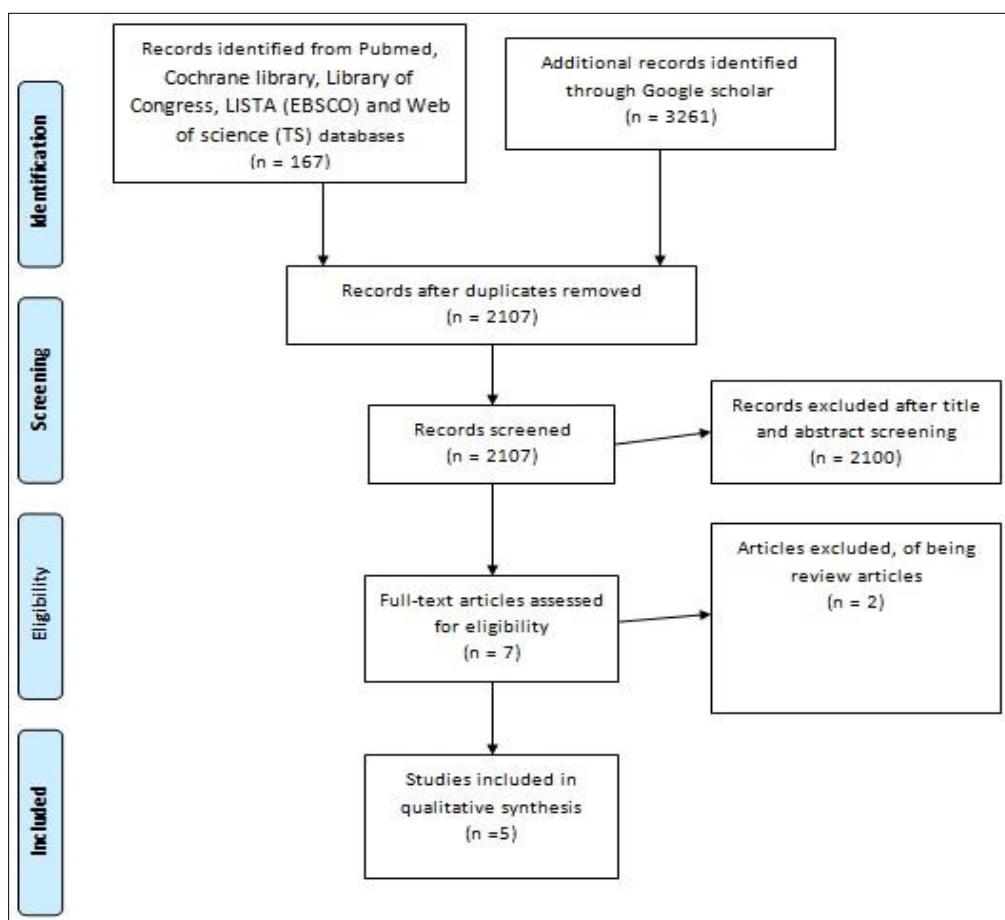 Identification
Records identified from Pubmed,
Cochrane library, Library of
Congress, LISTA (EBSCO) and Web
of science (TS) databases
(n = 167)
Additional records identified
through Google scholar
(n = 3261)
Records after duplicates removed
(n = 2107)
Screening
Records screened
(n = 2107)
Records excluded after title
and abstract screening
(n = 2100)
Eligibility
Full-text articles assessed
for eligibility
(n = 7)
Articles excluded, of being
review articles
(n = 2)
Included
Studies included in
qualitative synthesis
(n =5)